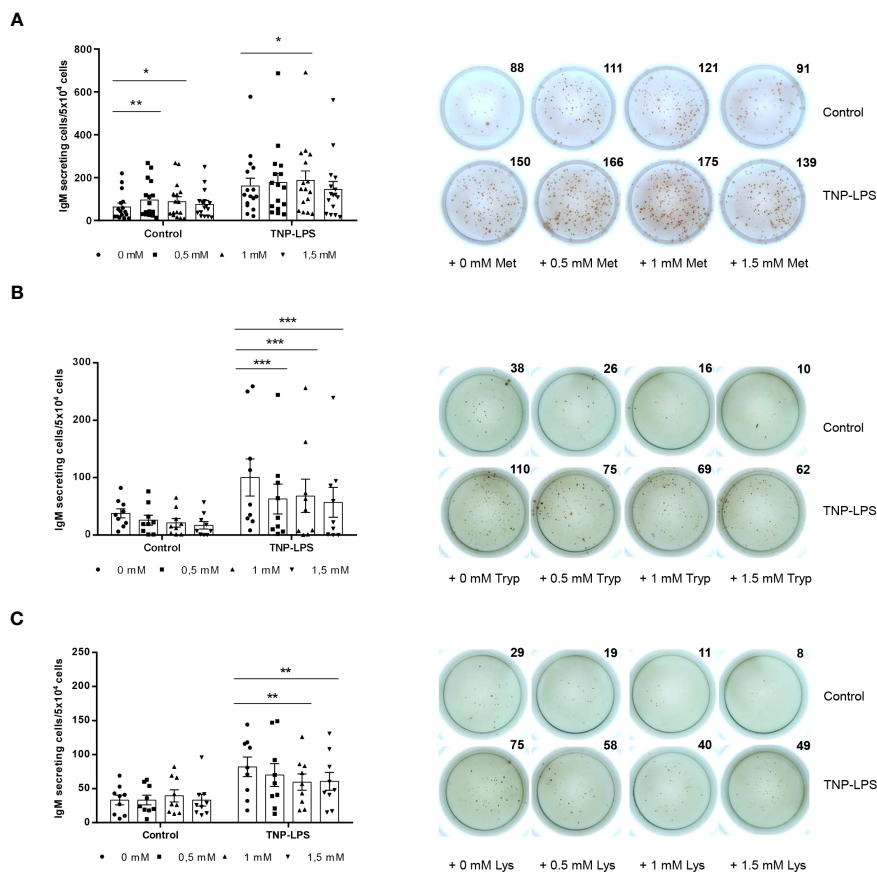 A
IgM secreting cells/5x10⁴ cells
800
600
400
200
0
*
**
*
Control
TNP-LPS
0 mM
0,5 mM
1 mM
1,5 mM
88
111
121
91
Control
150
166
175
139
TNP-LPS
+ 0 mM Met
+ 0.5 mM Met
+ 1 mM Met
+ 1.5 mM Met
B
IgM secreting cells/5x10⁴ cells
300
200
100
0
***
***
***
Control
TNP-LPS
0 mM
0,5 mM
1 mM
1,5 mM
38
26
16
10
Control
110
75
69
62
TNP-LPS
+ 0 mM Tryp
+ 0.5 mM Tryp
+ 1 mM Tryp
+ 1.5 mM Tryp
C
IgM secreting cells/5x10⁴ cells
250
200
150
100
50
0
**
**
Control
TNP-LPS
0 mM
0,5 mM
1 mM
1,5 mM
29
19
11
8
Control
75
58
40
49
TNP-LPS
+ 0 mM Lys
+ 0.5 mM Lys
+ 1 mM Lys
+ 1.5 mM Lys